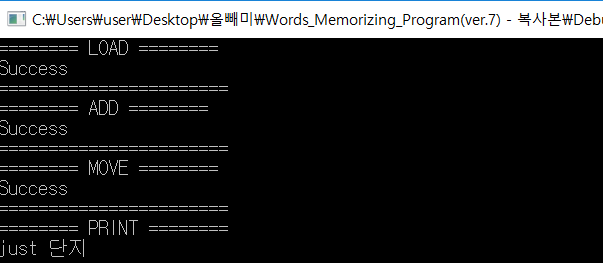 C:₩Users₩user₩Desktop₩올빼미₩Words_Memorizing_Program(ver.7) - 복사본₩Debu
======== LOAD ========
Success
=======================
======== ADD ========
Success
=======================
======== MOVE ========
Success
=======================
======== PRINT ========
just 단지